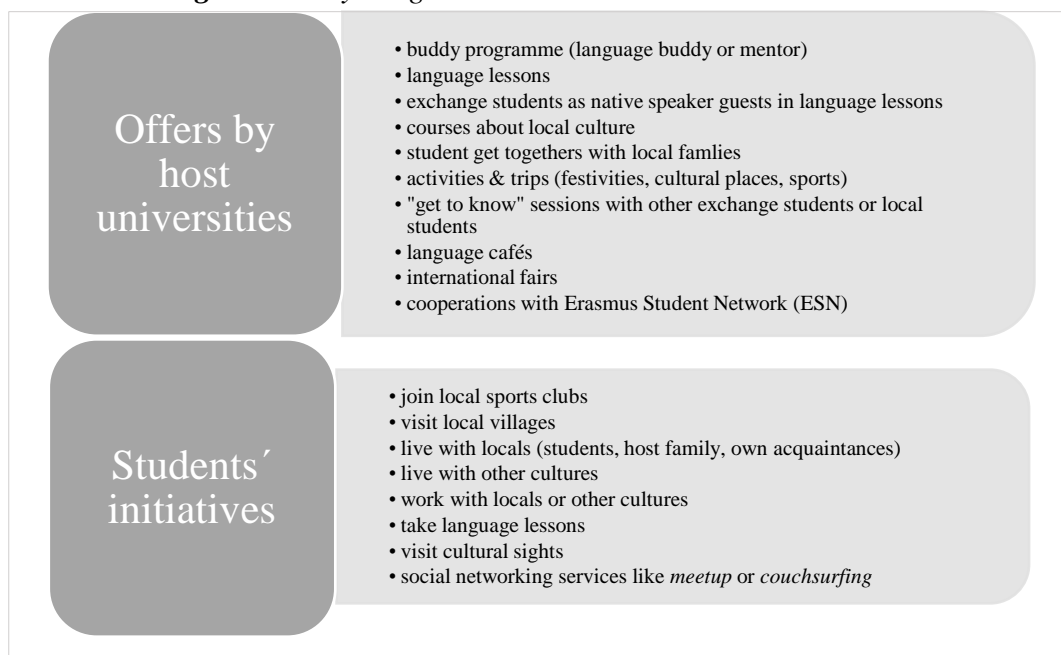 Offers by
host
universities
• buddy programme (language buddy or mentor)
• language lessons
• exchange students as native speaker guests in language lessons
• courses about local culture
• student get togethers with local famlies
• activities & trips (festivities, cultural places, sports)
• "get to know" sessions with other exchange students or local
students
• language cafés
• international fairs
• cooperations with Erasmus Student Network (ESN)
Students´
initiatives
• join local sports clubs
• visit local villages
• live with locals (students, host family, own acquaintances)
• live with other cultures
• work with locals or other cultures
• take language lessons
• visit cultural sights
• social networking services like meetup or couchsurfing